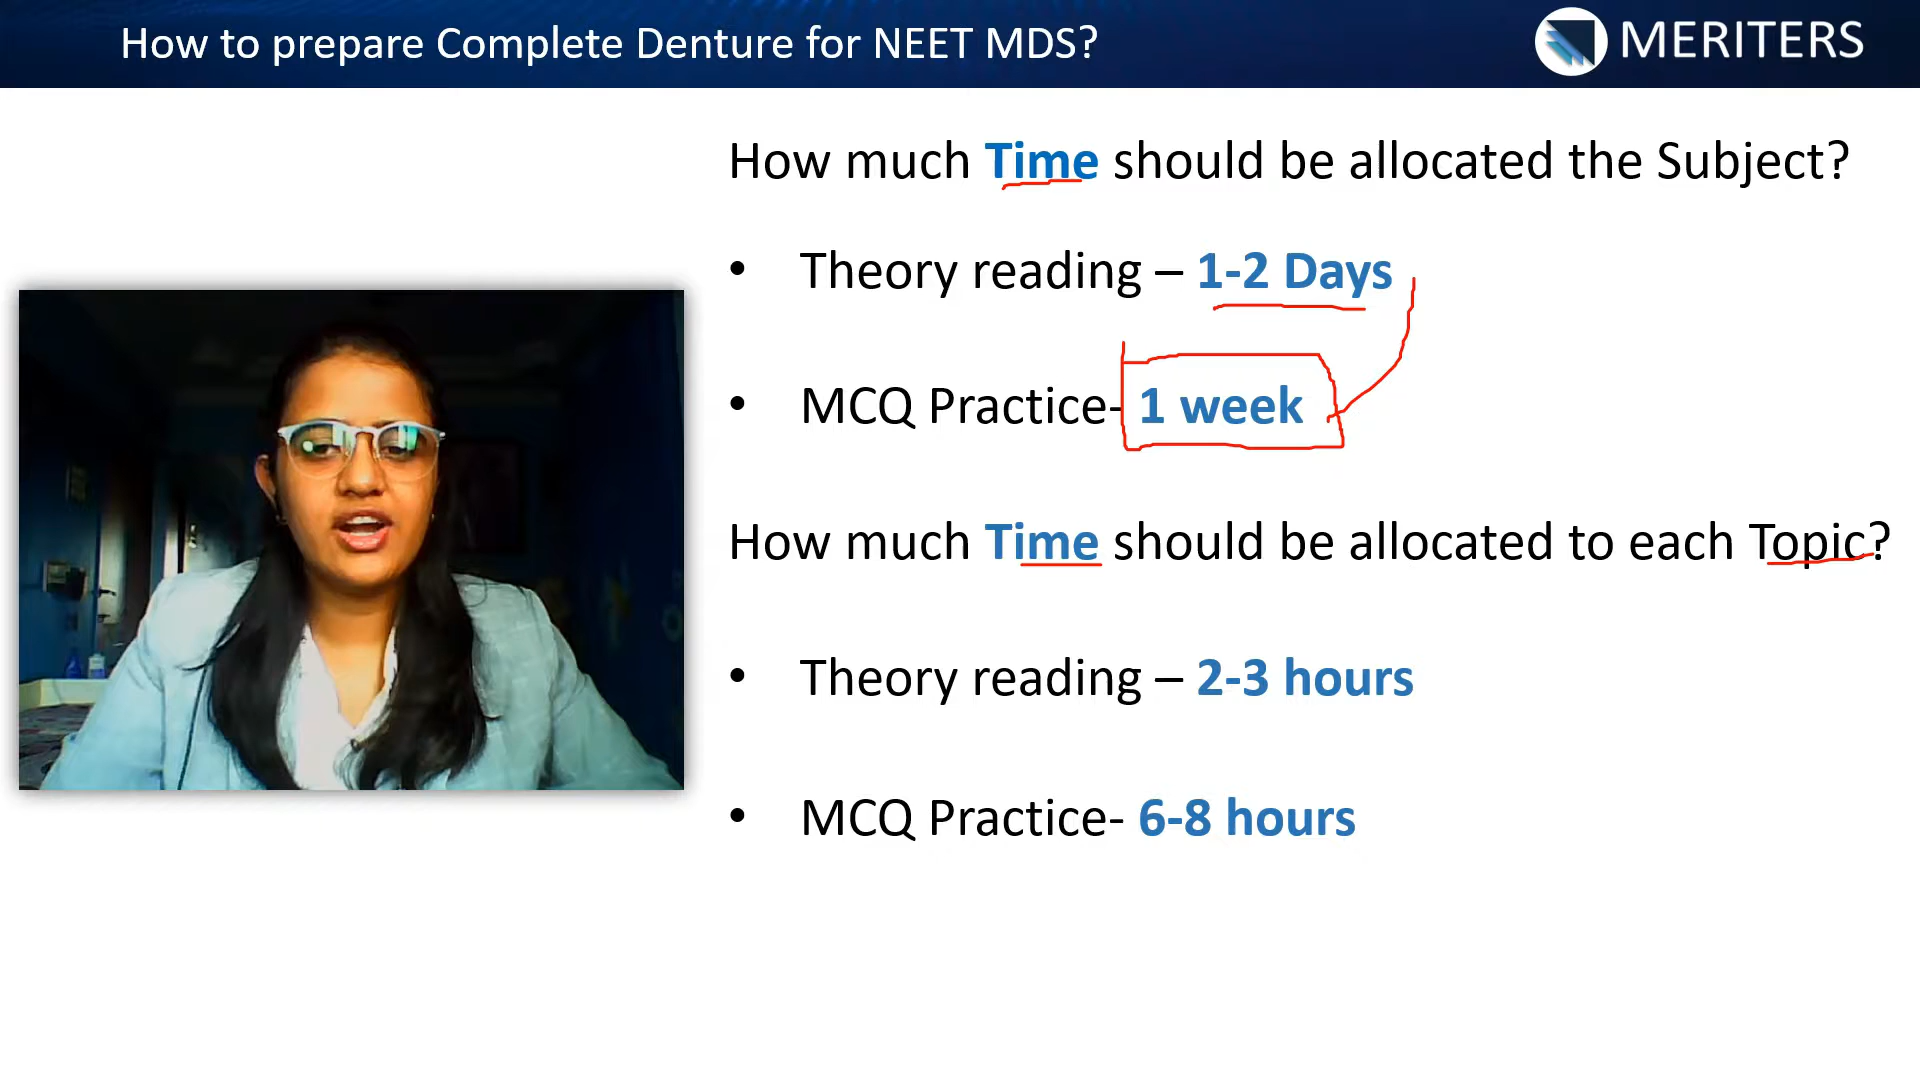 How to prepare Complete Denture for NEET MDS?
MERITERS
How much Time should be allocated the Subject?
• Theory reading – 1-2 Days
• MCQ Practice- 1 week
How much Time should be allocated to each Topic?
• Theory reading – 2-3 hours
• MCQ Practice- 6-8 hours